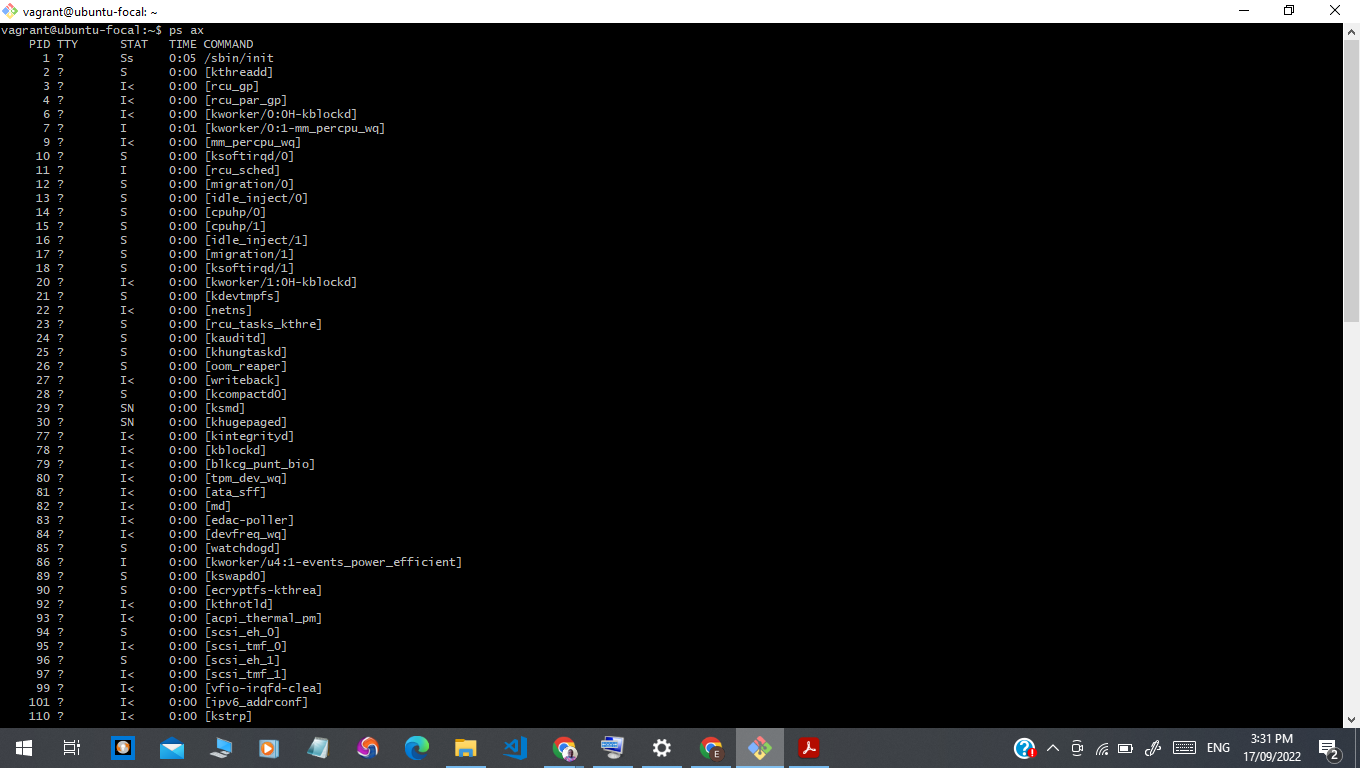 vagrant@ubuntu-focal: ~
vagrant@ubuntu-focal:~$ ps ax
PID TTY STAT TIME COMMAND
1 ? Ss 0:05 /sbin/init
2 ? S 0:00 [kthreadd]
3 ? I< 0:00 [rcu_gp]
4 ? I< 0:00 [rcu_par_gp]
6 ? I< 0:00 [kworker/0:0H-kblockd]
7 ? I 0:01 [kworker/0:1-mm_percpu_wq]
9 ? I< 0:00 [mm_percpu_wq]
10 ? S 0:00 [ksoftirqd/0]
11 ? I 0:00 [rcu_sched]
12 ? S 0:00 [migration/0]
13 ? S 0:00 [idle_inject/0]
14 ? S 0:00 [cpuhp/0]
15 ? S 0:00 [cpuhp/1]
16 ? S 0:00 [idle_inject/1]
17 ? S 0:00 [migration/1]
18 ? S 0:00 [ksoftirqd/1]
20 ? I< 0:00 [kworker/1:0H-kblockd]
21 ? S 0:00 [kdevtmpfs]
22 ? I< 0:00 [netns]
23 ? S 0:00 [rcu_tasks_kthre]
24 ? S 0:00 [kauditd]
25 ? S 0:00 [khungtaskd]
26 ? S 0:00 [oom_reaper]
27 ? I< 0:00 [writeback]
28 ? S 0:00 [kcompactd0]
29 ? SN 0:00 [ksmd]
30 ? SN 0:00 [khugepaged]
77 ? I< 0:00 [kintegrityd]
78 ? I< 0:00 [kblockd]
79 ? I< 0:00 [blkcg_punt_bio]
80 ? I< 0:00 [tpm_dev_wq]
81 ? I< 0:00 [ata_sff]
82 ? I< 0:00 [md]
83 ? I< 0:00 [edac-poller]
84 ? I< 0:00 [devfreq_wq]
85 ? S 0:00 [watchdogd]
86 ? I 0:00 [kworker/u4:1-events_power_efficient]
89 ? S 0:00 [kswapd0]
90 ? S 0:00 [ecryptfs-kthrea]
92 ? I< 0:00 [kthrotld]
93 ? I< 0:00 [acpi_thermal_pm]
94 ? S 0:00 [scsi_eh_0]
95 ? I< 0:00 [scsi_tmf_0]
96 ? S 0:00 [scsi_eh_1]
97 ? I< 0:00 [scsi_tmf_1]
99 ? I< 0:00 [vfio-irqfd-clea]
101 ? I< 0:00 [ipv6_addrconf]
110 ? I< 0:00 [kstrp]
E
ENG
3:31 PM
17/09/2022
2